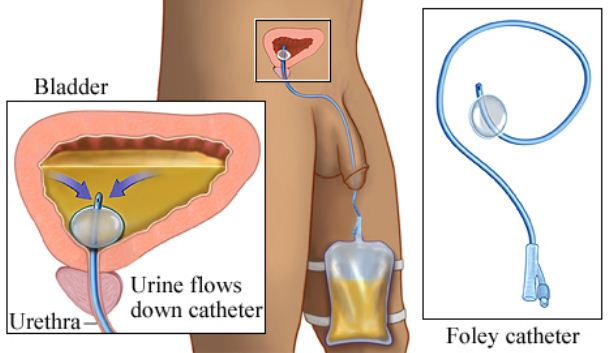 Bladder
Urine flows
down catheter
Urethra
Foley catheter